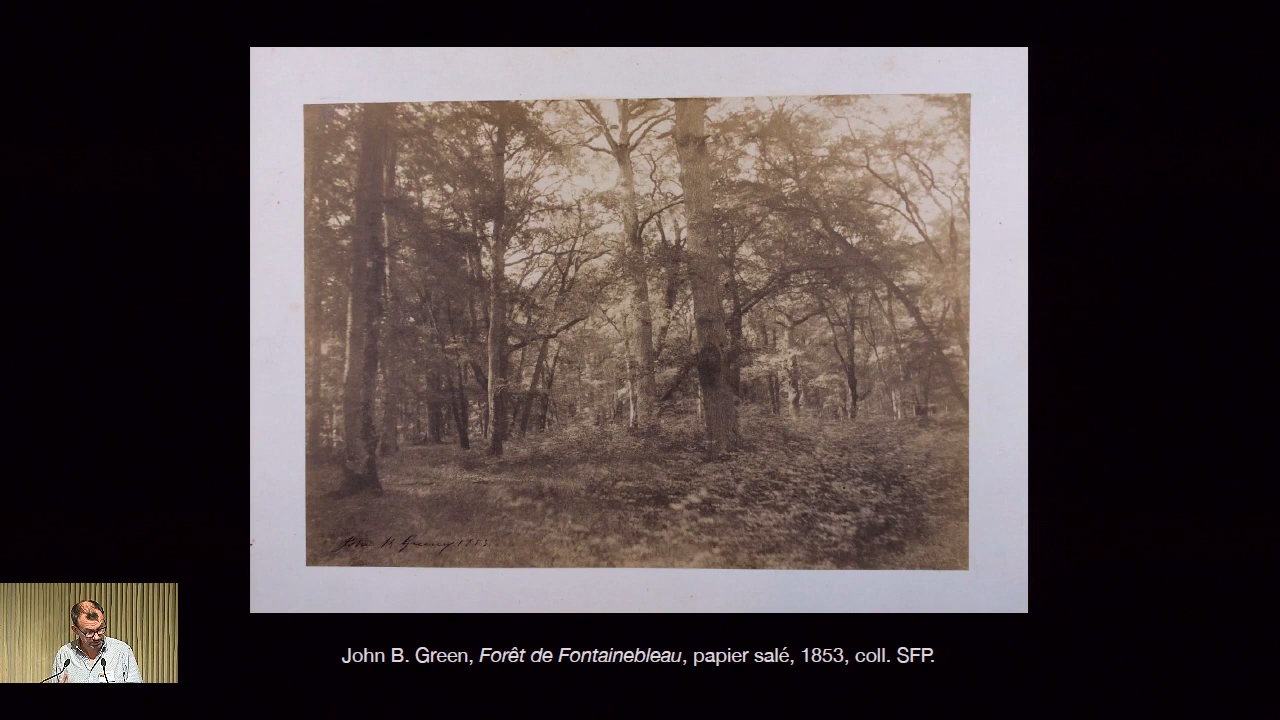 John B. Green, Forêt de Fontainebleau, papier salé, 1853, coll. SFP.